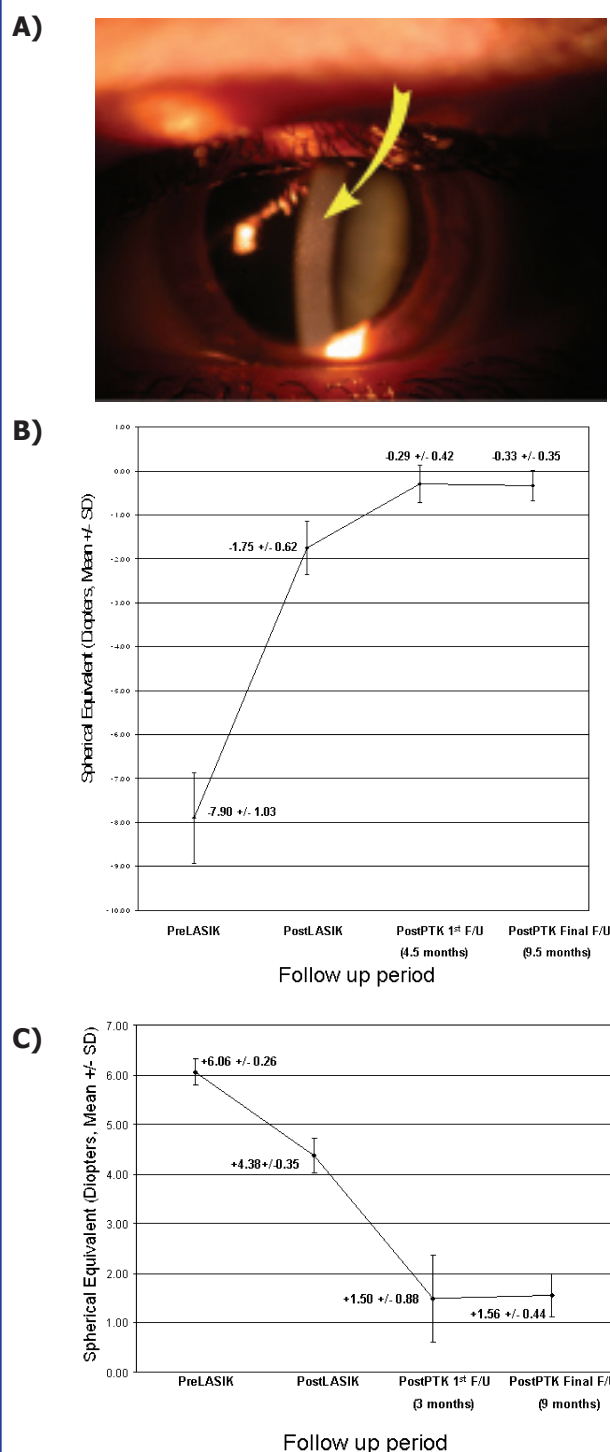 A)
B)
Spherical Equivalent (Diopters, Mean +/- SD)
1.00
0.00
-1.00
-2.00
-3.00
-4.00
-5.00
-6.00
-7.00
-8.00
-9.00
-10.00
-0.29 +/- 0.42
-0.33 +/- 0.35
-1.75 +/- 0.62
-7.90 +/- 1.03
PreLASIK PostLASIK PostPTK 1st F/U PostPTK Final F/U
(4.5 months) (9.5 months)
Follow up period
C)
Spherical Equivalent (Diopters, Mean +/- SD)
7.00
6.00
5.00
4.00
3.00
2.00
1.00
0.00
+6.06 +/- 0.26
+4.38+/-0.35
+1.50 +/- 0.88
+1.56 +/- 0.44
PreLASIK PostLASIK PostPTK 1st F/U PostPTK Final F/U
(3 months) (9 months)
Follow up period